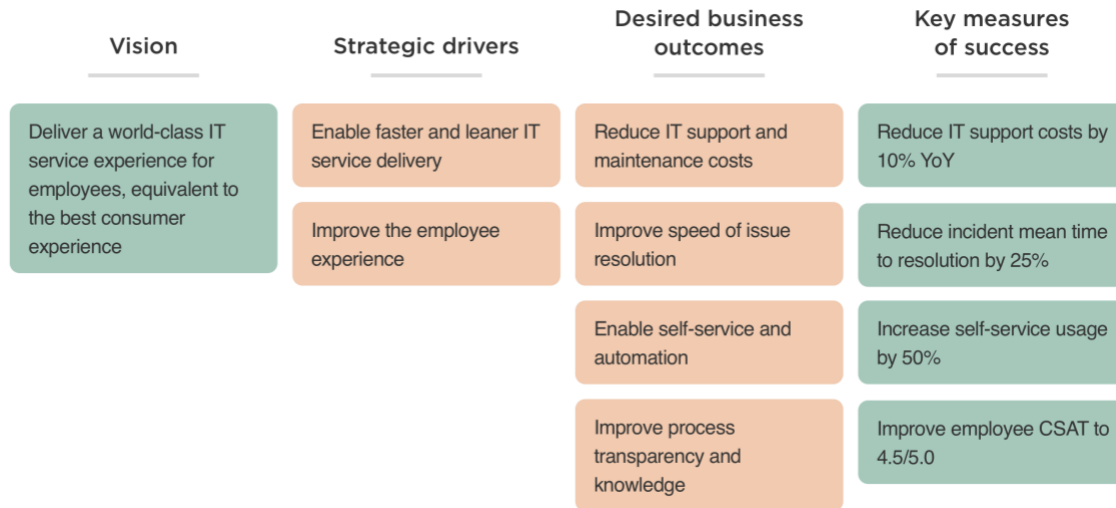 Vision
Strategic drivers
Desired business
outcomes
Key measures
of success
Deliver a world-class IT
service experience for
employees, equivalent to
the best consumer
experience
Enable faster and leaner IT
service delivery
Improve the employee
experience
Reduce IT support and
maintenance costs
Improve speed of issue
resolution
Enable self-service and
automation
Improve process
transparency and
knowledge
Reduce IT support costs by
10% YoY
Reduce incident mean time
to resolution by 25%
Increase self-service usage
by 50%
Improve employee CSAT to
4.5/5.0